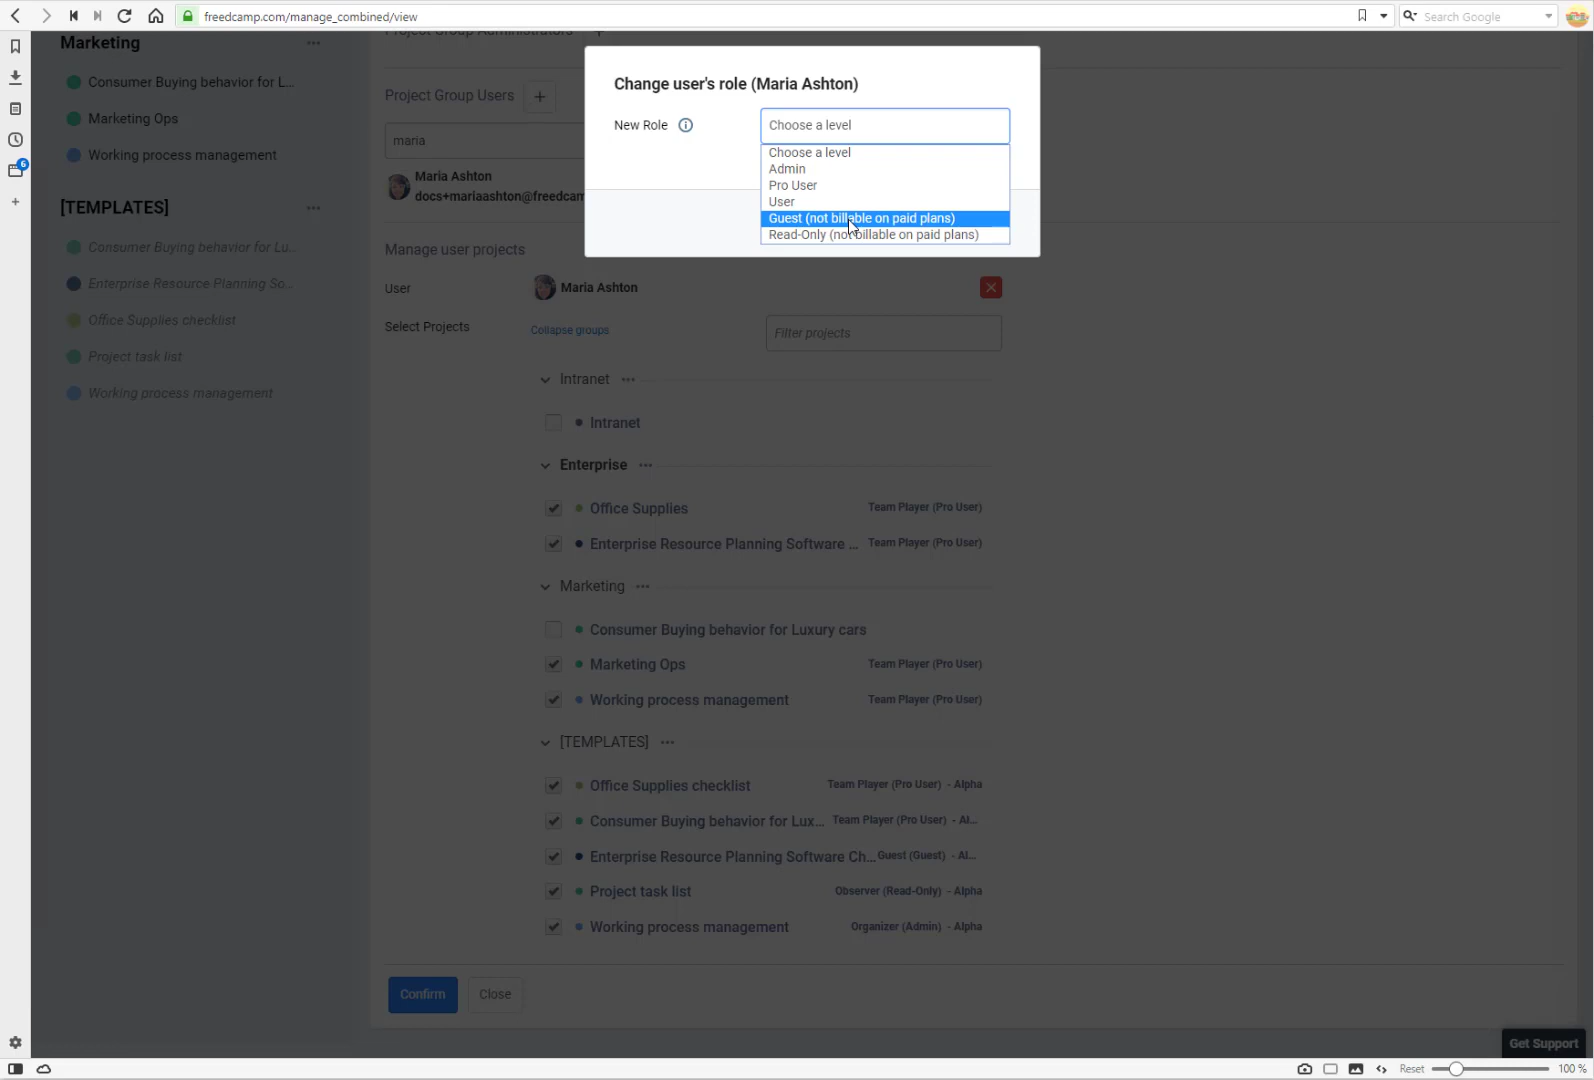 freedcamp.com/manage_combined/view
Search Google
Marketing
Consumer Buying behavior for L...
Marketing Ops
Working process management
[TEMPLATES]
Consumer Buying behavior for Lu...
Enterprise Resource Planning So...
Office Supplies checklist
Project task list
Working process management
6
Project Group Administrators +
Project Group Users +
maria
Maria Ashton
docs+mariaashton@freedcam
Change user's role (Maria Ashton)
New Role
Choose a level
Choose a level
Admin
Pro User
User
Guest (not billable on paid plans)
Read-Only (not billable on paid plans)
Manage user projects
User
Maria Ashton
Select Projects
Collapse groups
Filter projects
Intranet
Intranet
Enterprise
Office Supplies Team Player (Pro User)
Enterprise Resource Planning Software ... Team Player (Pro User)
Marketing
Consumer Buying behavior for Luxury cars
Marketing Ops Team Player (Pro User)
Working process management Team Player (Pro User)
[TEMPLATES]
Office Supplies checklist Team Player (Pro User) - Alpha
Consumer Buying behavior for Lux... Team Player (Pro User) - Al...
Enterprise Resource Planning Software Ch... Guest (Guest) - Al...
Project task list Observer (Read-Only) - Alpha
Working process management Organizer (Admin) - Alpha
Confirm
Close
Get Support
Reset
100 %